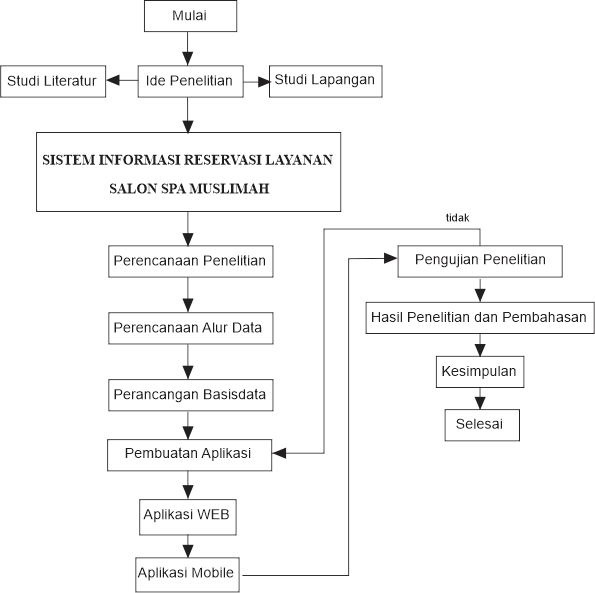 Mulai
Studi Literatur
Ide Penelitian
Studi Lapangan
SISTEM INFORMASI RESERVASI LAYANAN
SALON SPA MUSLIMAH
Perencanaan Penelitian
Perencanaan Alur Data
Perancangan Basisdata
Pembuatan Aplikasi
Aplikasi WEB
Aplikasi Mobile
tidak
Pengujian Penelitian
Hasil Penelitian dan Pembahasan
Kesimpulan
Selesai